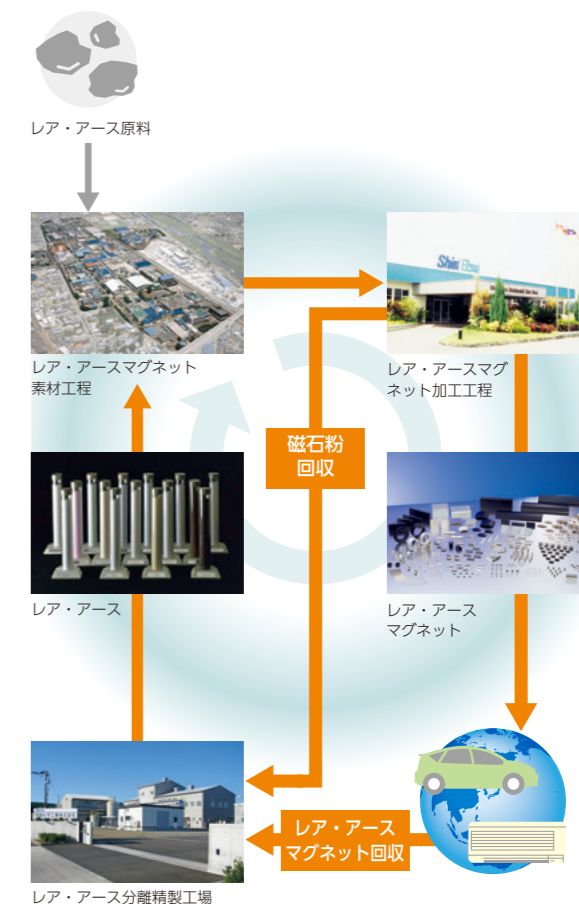 レア・アース原料
Shin Etsu
レア・アースマグネット
素材工程
レア・アースマグ
ネット加工工程
磁石粉
回収
レア・アース
レア・アース
マグネット
レア・アース
マグネット回収
レア・アース分離精製工場